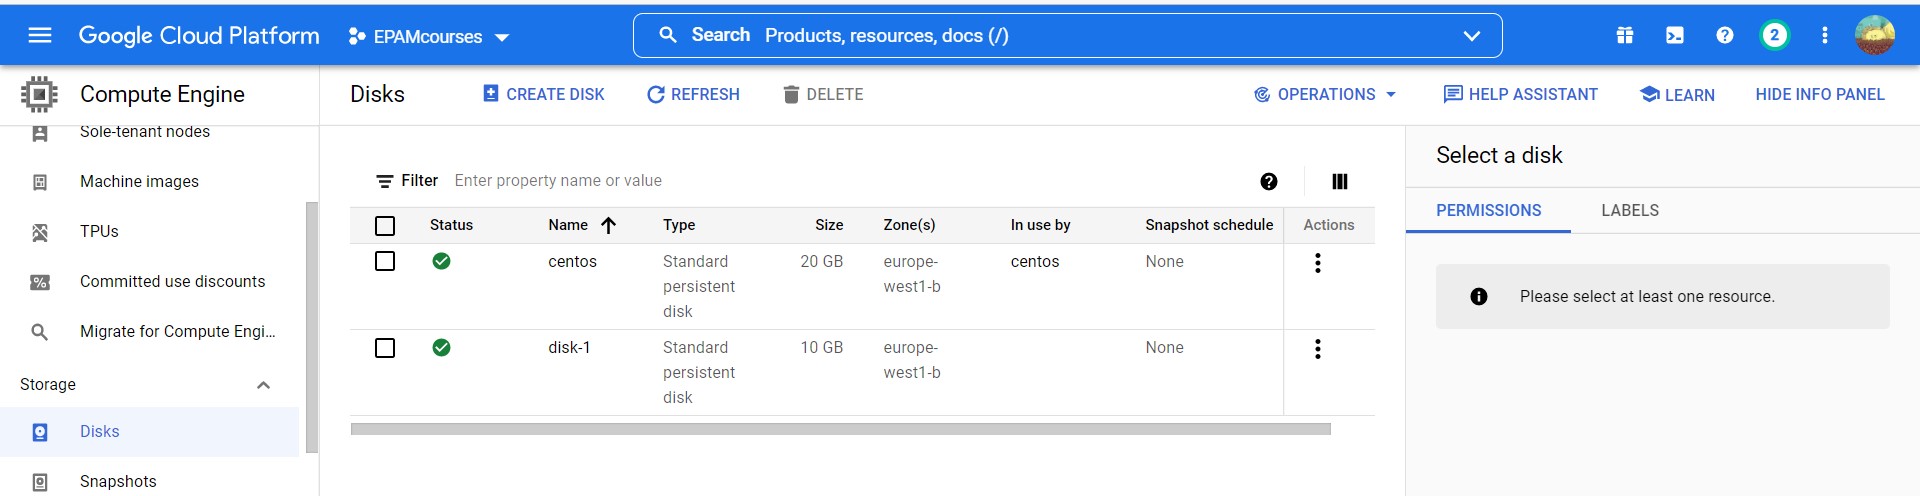 Google Cloud Platform
EPAMcourses
Search Products, resources, docs (/)
2
Compute Engine
Sole-tenant nodes
Machine images
TPUs
Committed use discounts
Migrate for Compute Engi...
Storage
Disks
Snapshots
Disks
CREATE DISK
REFRESH
DELETE
OPERATIONS
HELP ASSISTANT
LEARN
HIDE INFO PANEL
Filter Enter property name or value
Status Name Type Size Zone(s) In use by Snapshot schedule Actions
centos Standard 20 GB europe- centos None
persistent west1-b
disk
disk-1 Standard 10 GB europe- None
persistent west1-b
disk
Select a disk
PERMISSIONS LABELS
Please select at least one resource.